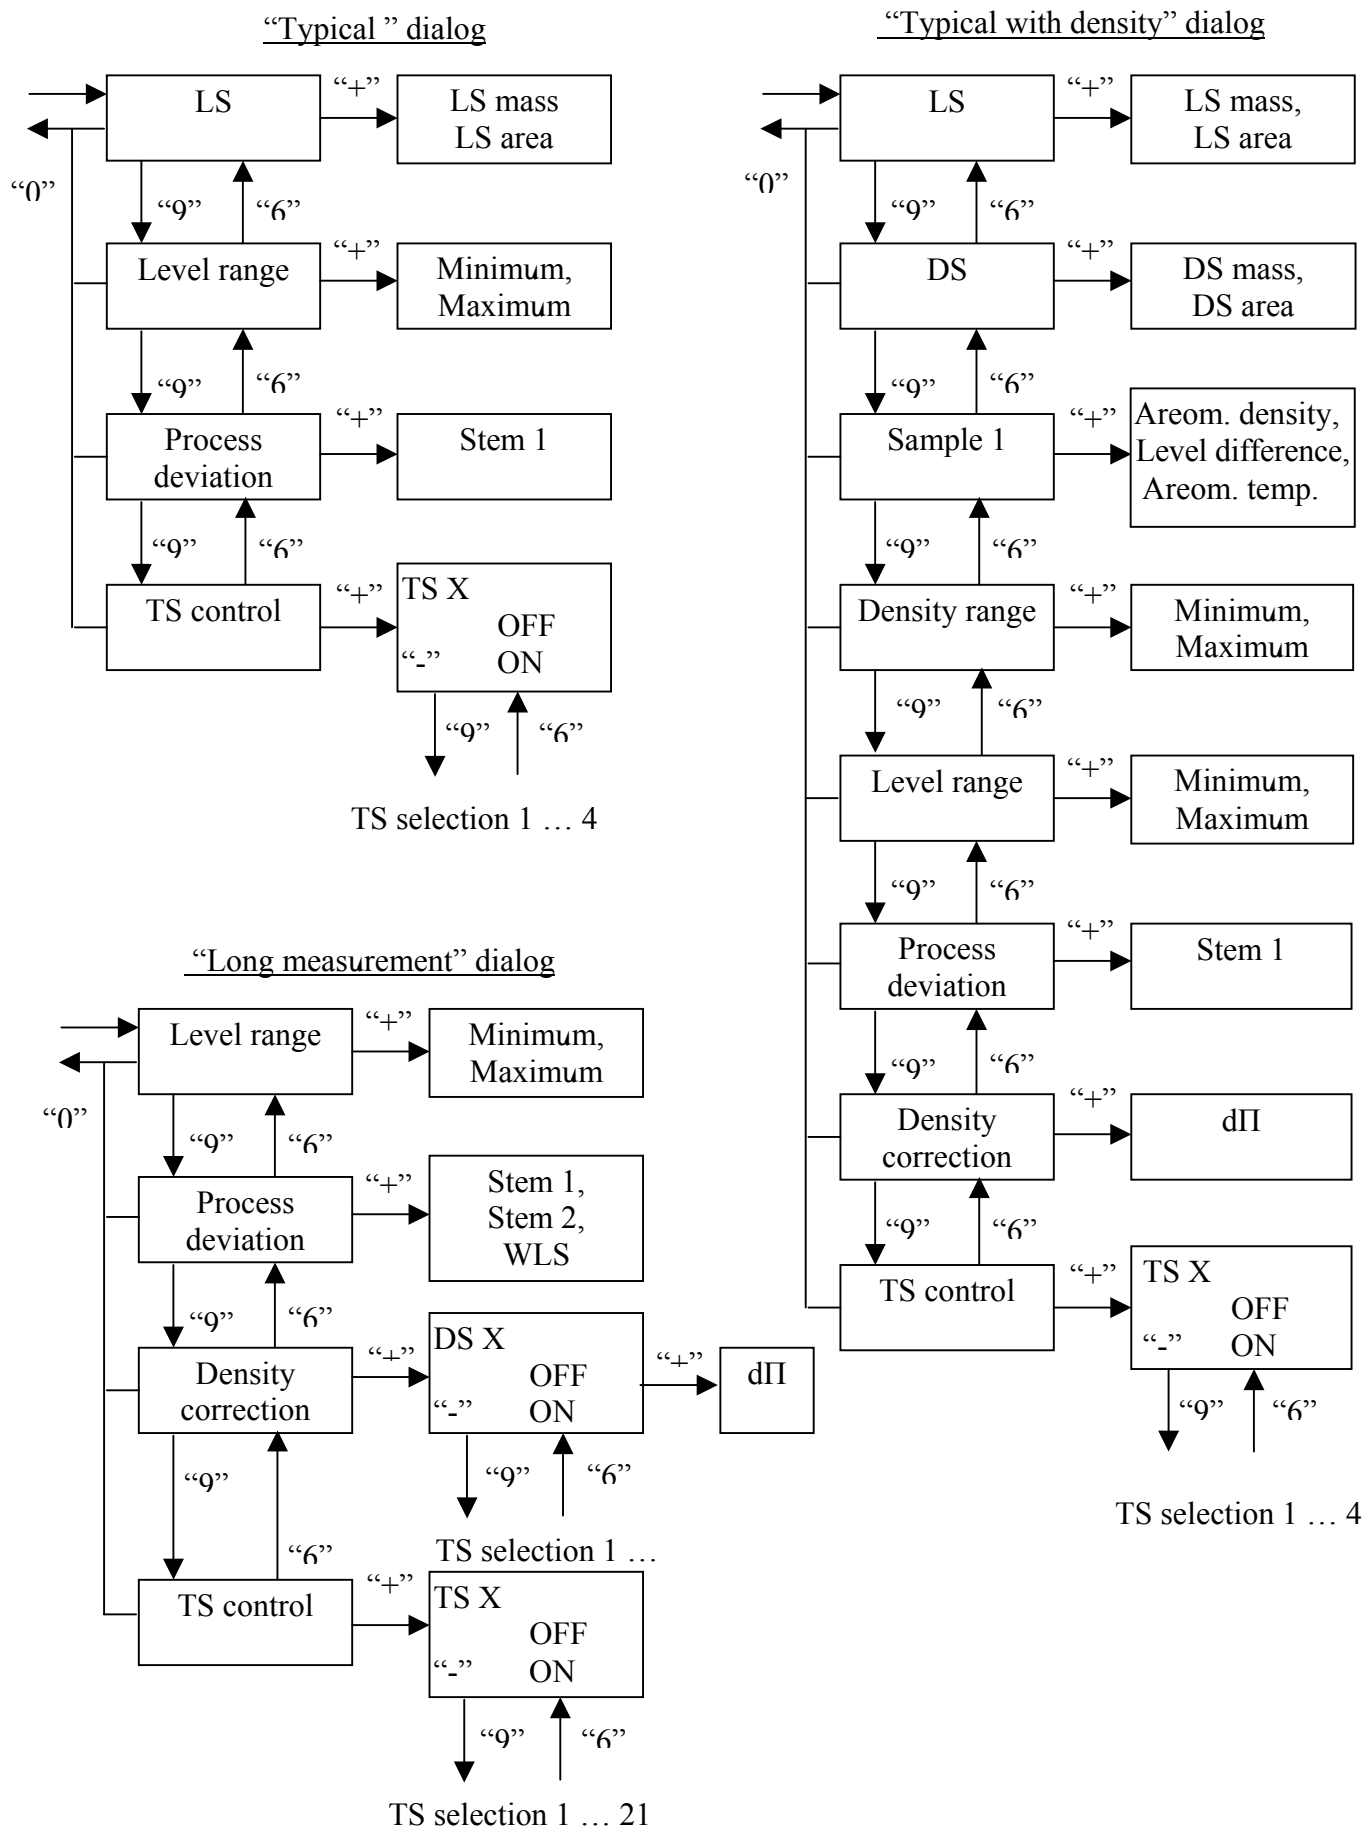 “Typical ” dialog
LS
“+”
LS mass
LS area
“0”
“9”
“6”
Level range
“+”
Minimum,
Maximum
“9”
“6”
Process
deviation
“+”
Stem 1
“9”
“6”
TS control
“+”
TS X
OFF
“-” ON
“9”
“6”
TS selection 1 … 4
“Typical with density” dialog
LS
“+”
LS mass,
LS area
“0”
“9”
“6”
DS
“+”
DS mass,
DS area
“9”
“6”
Sample 1
“+”
Areom. density,
Level difference,
Areom. temp.
“9”
“6”
Density range
“+”
Minimum,
Maximum
“9”
“6”
Level range
“+”
Minimum,
Maximum
“9”
“6”
Process
deviation
“+”
Stem 1
“9”
“6”
Density
correction
“+”
dΠ
“9”
“6”
TS control
“+”
TS X
OFF
“-” ON
“9”
“6”
TS selection 1 … 4
“Long measurement” dialog
Level range
“+”
Minimum,
Maximum
“0”
“9”
“6”
Process
deviation
“+”
Stem 1,
Stem 2,
WLS
“9”
“6”
Density
correction
“+”
DS X
OFF
“-” ON
“+”
dΠ
“9”
“6”
TS selection 1 …
“9”
“6”
TS control
“+”
TS X
OFF
“-” ON
“9”
“6”
TS selection 1 … 21